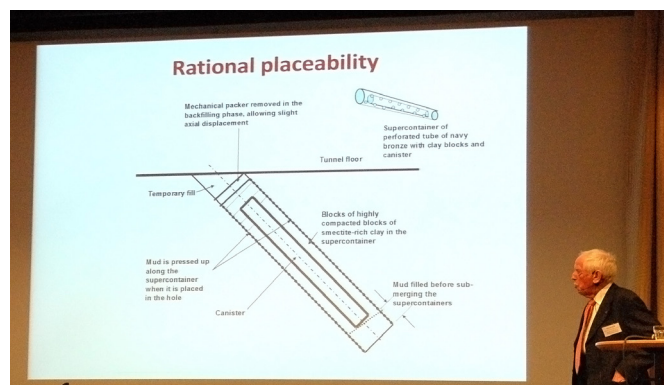 Rational placeability
Mechanical packer removed in the
backfilling phase, allowing slight
axial displacement
Supercontainer of
perforated tube of navy
bronze with clay blocks and
canister
Tunnel floor
Temporary fill
Blocks of highly
compacted blocks of
smectite-rich clay in the
supercontainer
Mud is pressed up
along the
supercontainer
when it is placed
in the hole
Mud filled before sub-
merging the
supercontainers
Canister